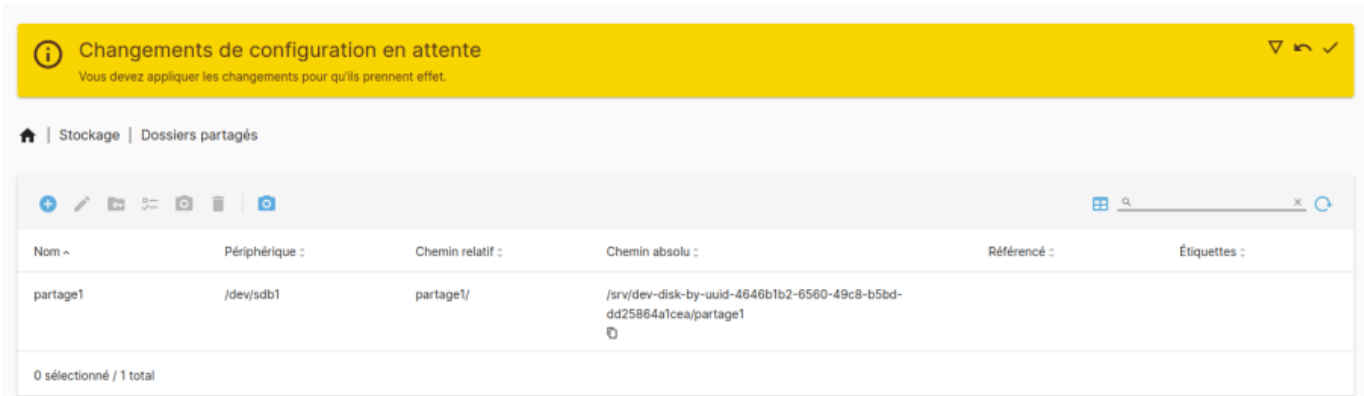 Changements de configuration en attente
Vous devez appliquer les changements pour qu'ils prennent effet.
| Stockage | Dossiers partagés
Nom Périphérique Chemin relatif Chemin absolu Référencé Étiquettes
partage1 /dev/sdb1 partage1/ /srv/dev-disk-by-uuid-4646b1b2-6560-49c8-b5bd-
dd25864a1cea/partage1
0 sélectionné / 1 total